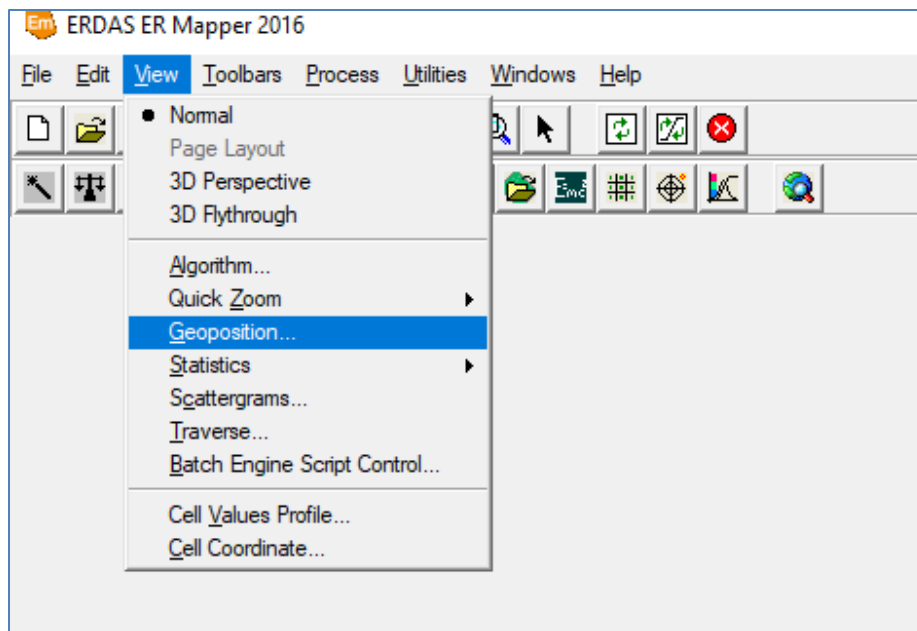 Em ERDAS ER Mapper 2016
File Edit View Toolbars Process Utilities Windows Help
Normal
Page Layout
3D Perspective
3D Flythrough
Algorithm...
Quick Zoom
Geoposition...
Statistics
Scattergrams...
Traverse...
Batch Engine Script Control...
Cell Values Profile...
Cell Coordinate...